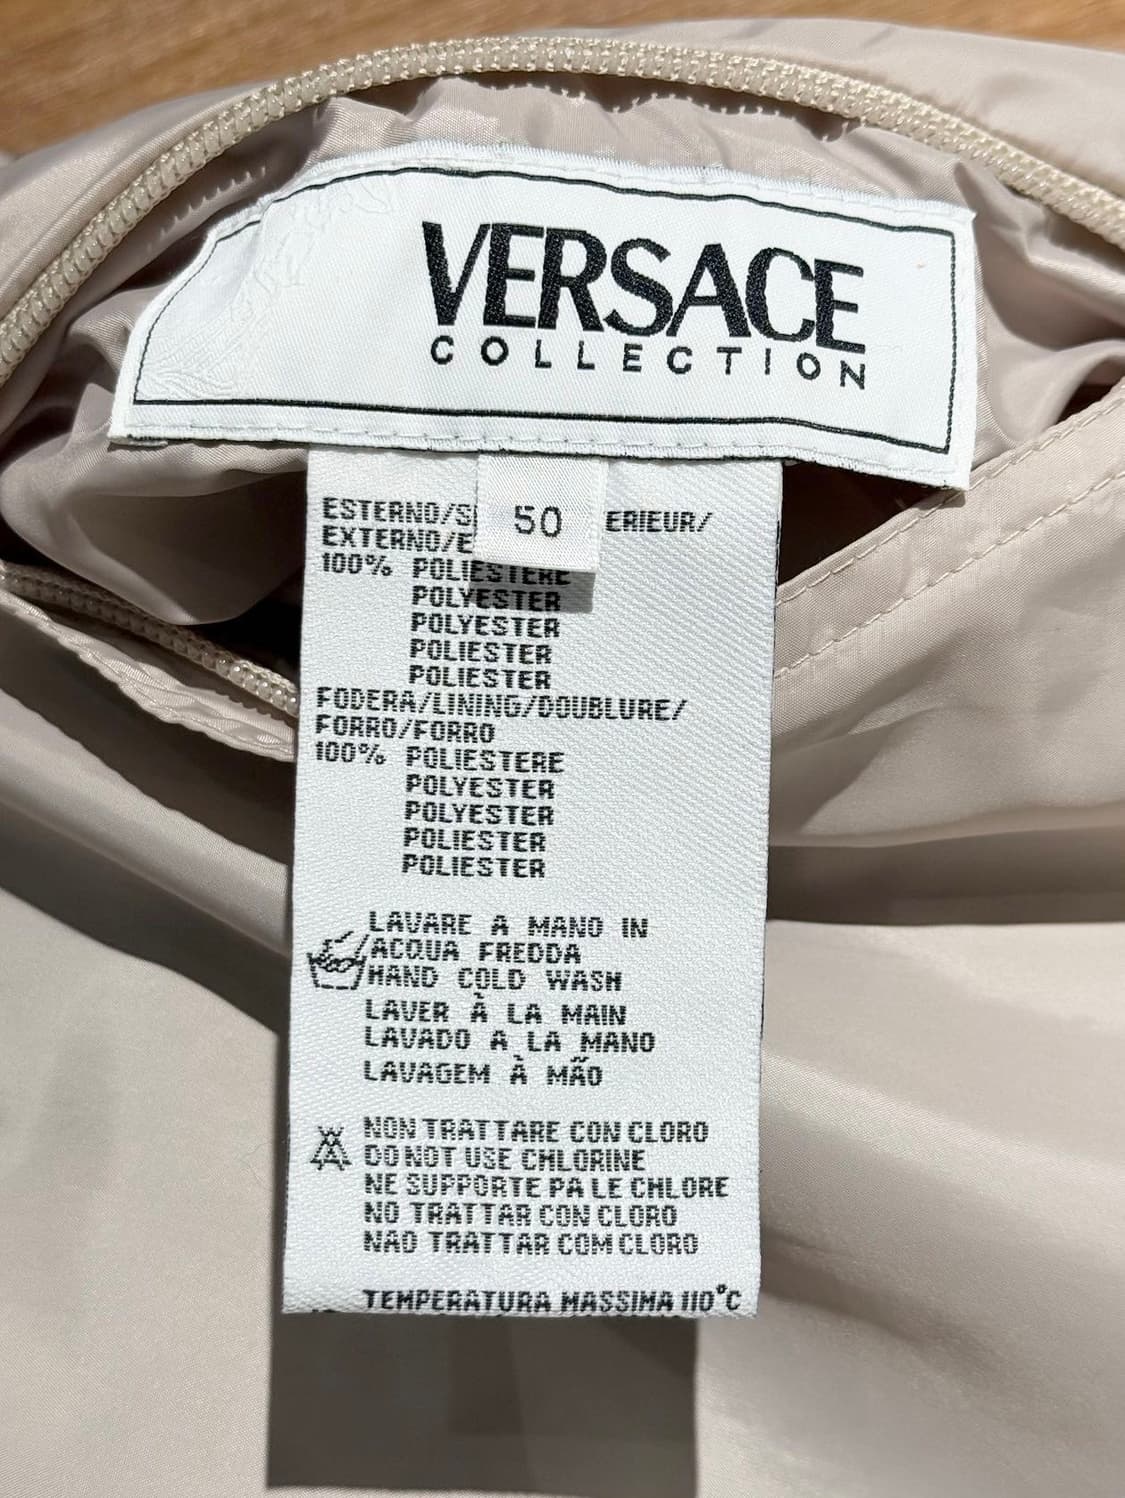 VERSACE
COLLECTION
50
ESTERNO/S ERIEUR/
EXTERNO/E
100% POLIESTERE
POLYESTER
POLYESTER
POLIESTER
POLIESTER
FODERA/LINING/DOUBLURE/
FORRO/FORRO
100% POLIESTERE
POLYESTER
POLYESTER
POLIESTER
POLIESTER
LAVARE A MANO IN
ACQUA FREDDA
HAND COLD WASH
LAVER À LA MAIN
LAVADO A LA MANO
LAVAGEM À MÃO
NON TRATTARE CON CLORO
DO NOT USE CHLORINE
NE SUPPORTE PA LE CHLORE
NO TRATTAR CON CLORO
NAO TRATTAR COM CLORO
TEMPERATURA MASSIMA 110°C